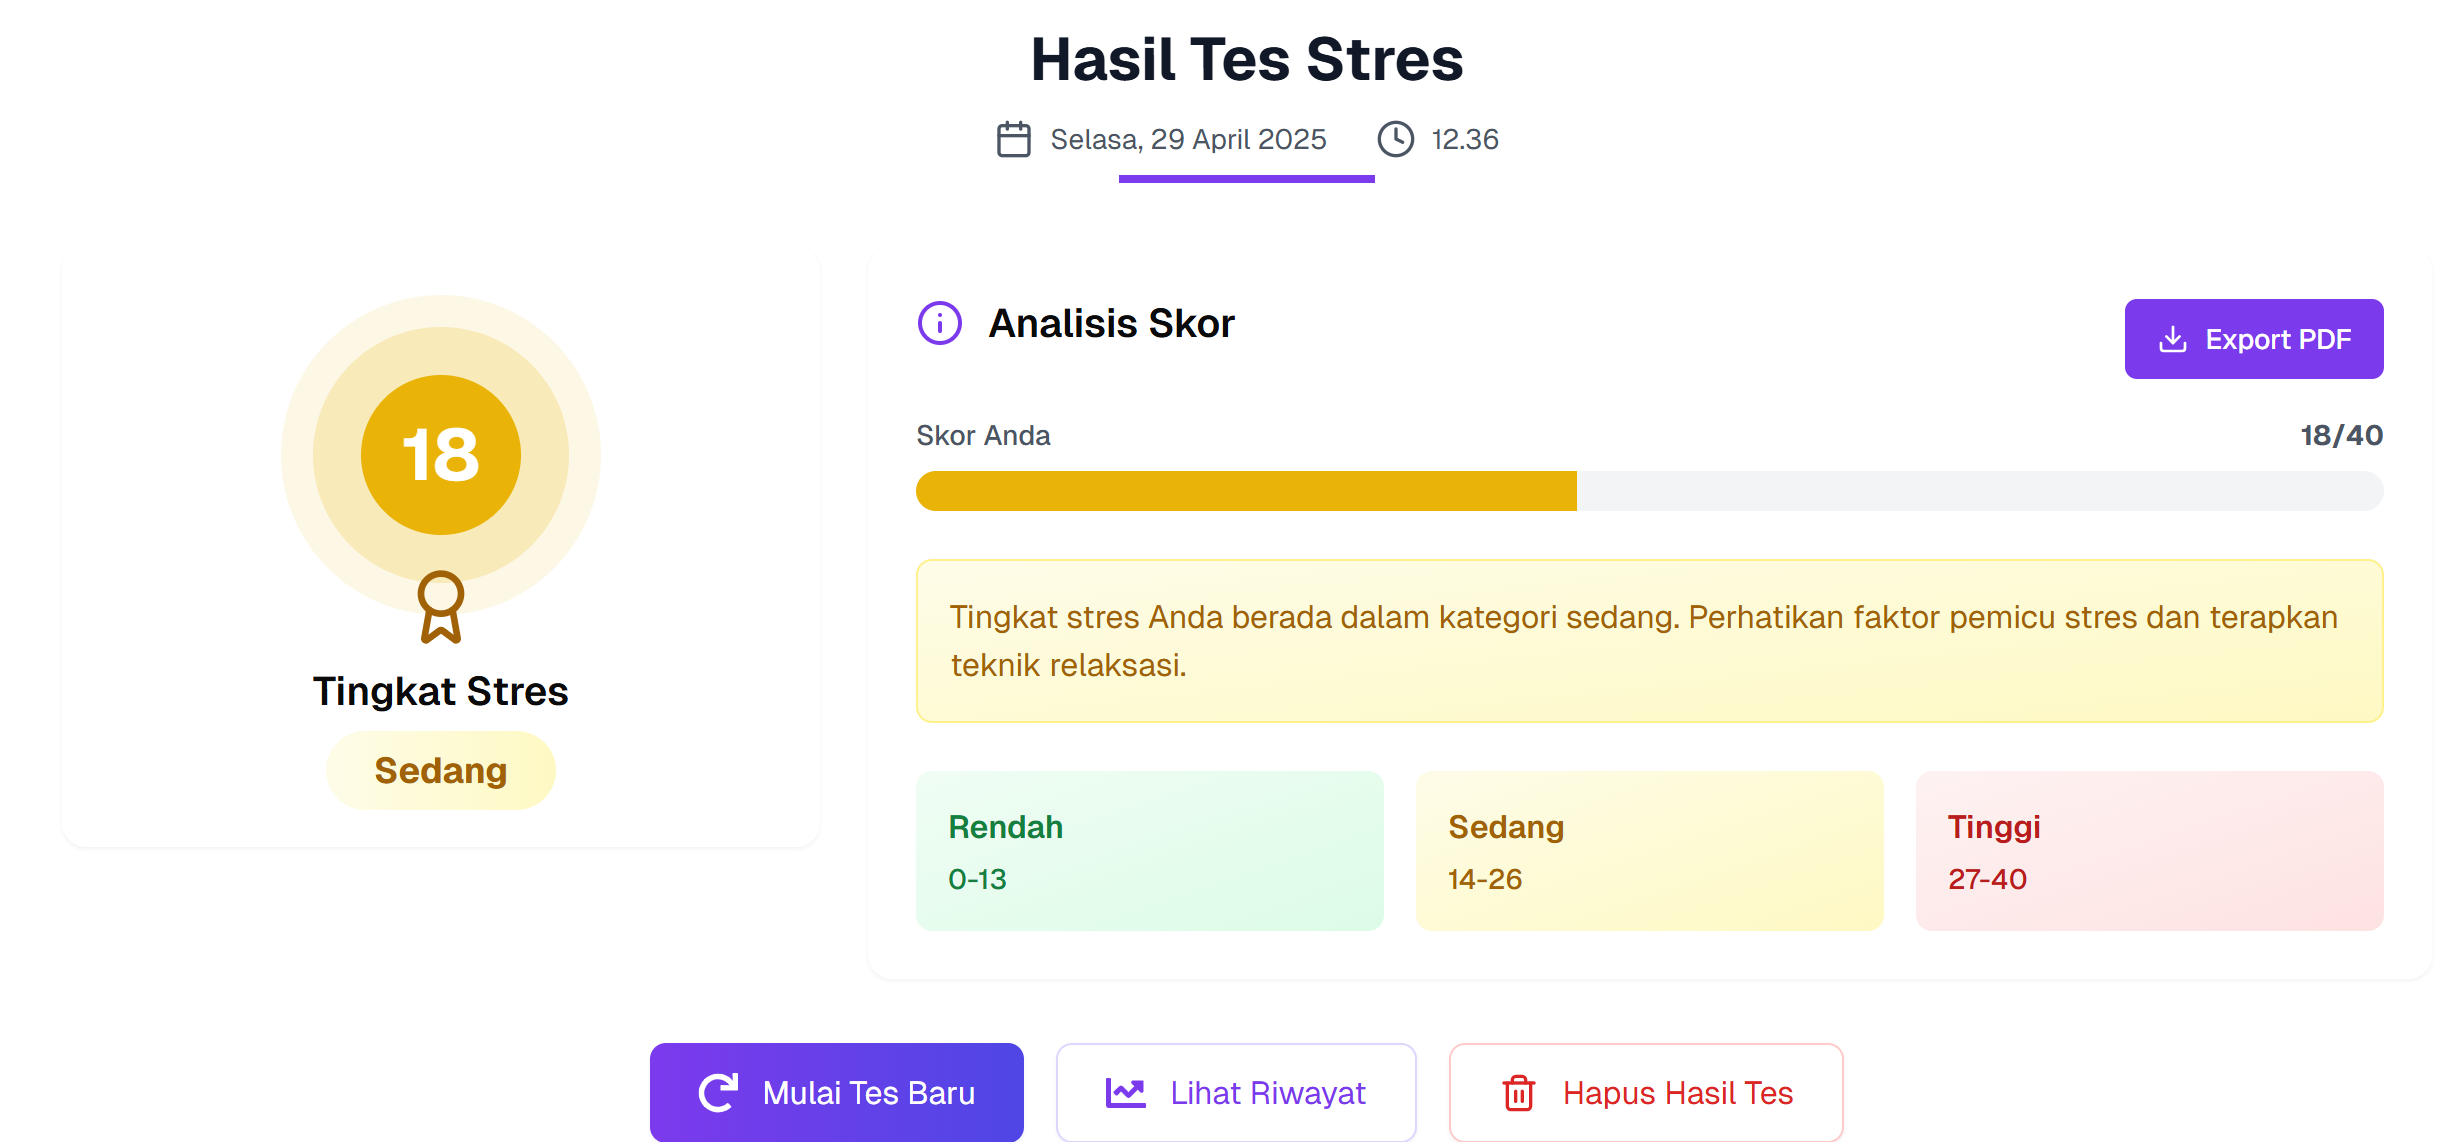 Hasil Tes Stres
Selasa, 29 April 2025
12.36
18
Tingkat Stres
Sedang
Analisis Skor
Export PDF
Skor Anda
18/40
Tingkat stres Anda berada dalam kategori sedang. Perhatikan faktor pemicu stres dan terapkan
teknik relaksasi.
Rendah
0-13
Sedang
14-26
Tinggi
27-40
Mulai Tes Baru
Lihat Riwayat
Hapus Hasil Tes